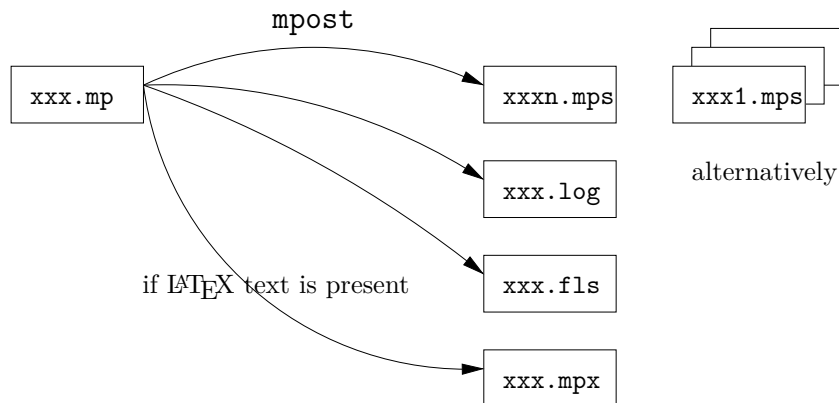 mpost
xxx.mp
xxxn.mps
xxx1.mps
xxx.log
alternatively
xxx.fls
if LATEX text is present
xxx.mpx